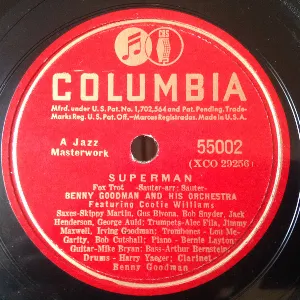 CBS
COLUMBIA
Mfrd. under U.S. Pat. No. 1,702,564 and Pat. Pending. Trade-
Marks Reg. U.S. Pat. Off.-Marcas Registradas. Made in U.S.A.
A Jazz
Masterwork
55002
(XCO 29256)
SUPERMAN
Fox Trot -Sauter-arr; Sauter-
BENNY GOODMAN AND HIS ORCHESTRA
Featuring Cootie Williams
Saxes-Skippy Martin, Gus Bivona, Bob Snyder, Jack
Henderson, George Auld; Trumpets-Alec Fila, Jimmy
Maxwell, Irving Goodman; Trombones - Lou Mc-
Garity, Bob Cutshall; Piano - Bernie Layton;
Guitar-Mike Bryan; Bass-Arthur Bernstein;
Drums - Harry Yaeger; Clarinet-
Benny Goodman